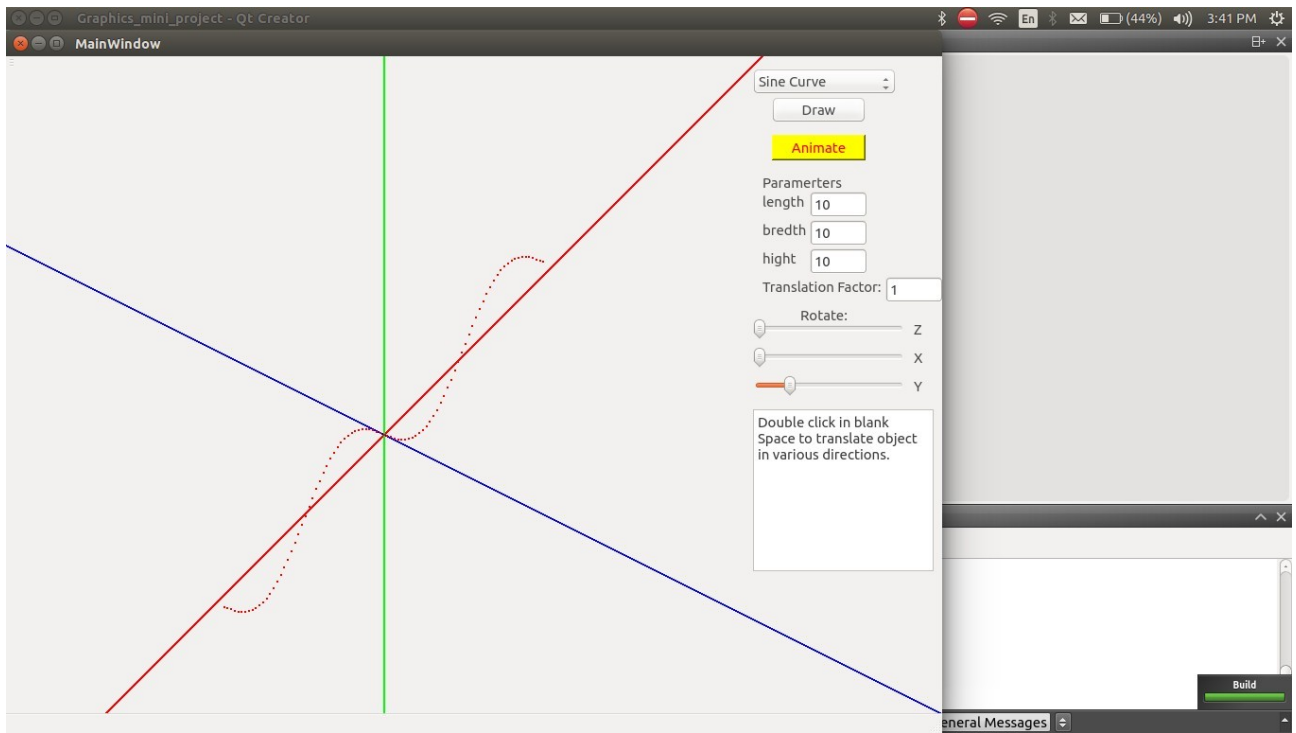 Graphics_mini_project - Qt Creator
En
(44%)
3:41 PM
MainWindow
Sine Curve
Draw
Animate
Paramerters
length 10
bredth 10
hight 10
Translation Factor: 1
Rotate:
Z
X
Y
Double click in blank
Space to translate object
in various directions.
Build
eneral Messages